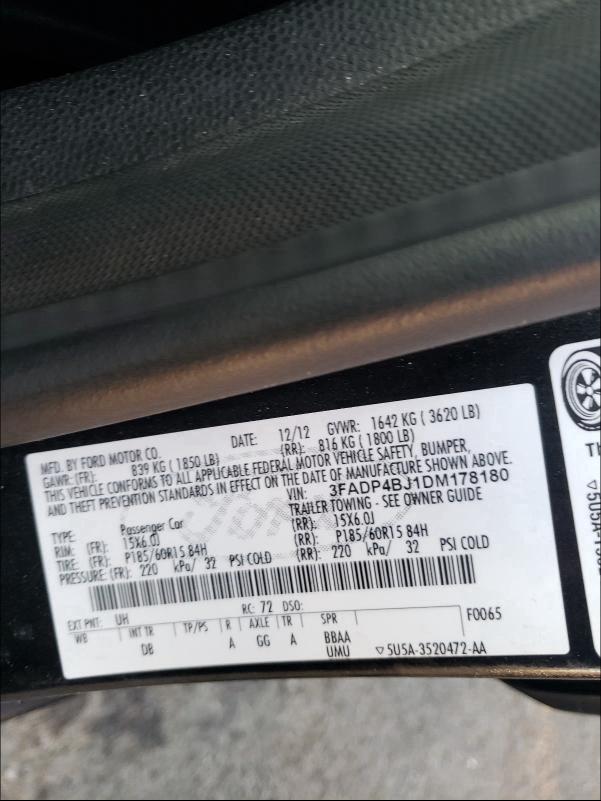 MFD. BY FORD MOTOR CO. DATE: 12/12 GVWR: 1642 KG ( 3620 LB)
GAWR: (FR): 839 KG ( 1850 LB) (RR): 816 KG ( 1800 LB)
THIS VEHICLE CONFORMS TO ALL APPLICABLE FEDERAL MOTOR VEHICLE SAFETY, BUMPER,
AND THEFT PREVENTION STANDARDS IN EFFECT ON THE DATE OF MANUFACTURE SHOWN ABOVE.
VIN: 3FADP4BJ1DM178180
TYPE: Passenger Car TRAILER TOWING - SEE OWNER GUIDE
RIM: (FR): 15X6.0J (RR): 15X6.0J
TIRE: (FR): P185/60R15 84H (RR): P185/60R15 84H
PRESSURE: (FR): 220 kPa/ 32 PSI COLD (RR): 220 kPa/ 32 PSI COLD
EXT PNT: UH RC: 72 DSO: F0065
WB INT TR TP/PS R AXLE TR SPR
DB A GG A BBAA
UMU ▽5U5A-3520472-AA